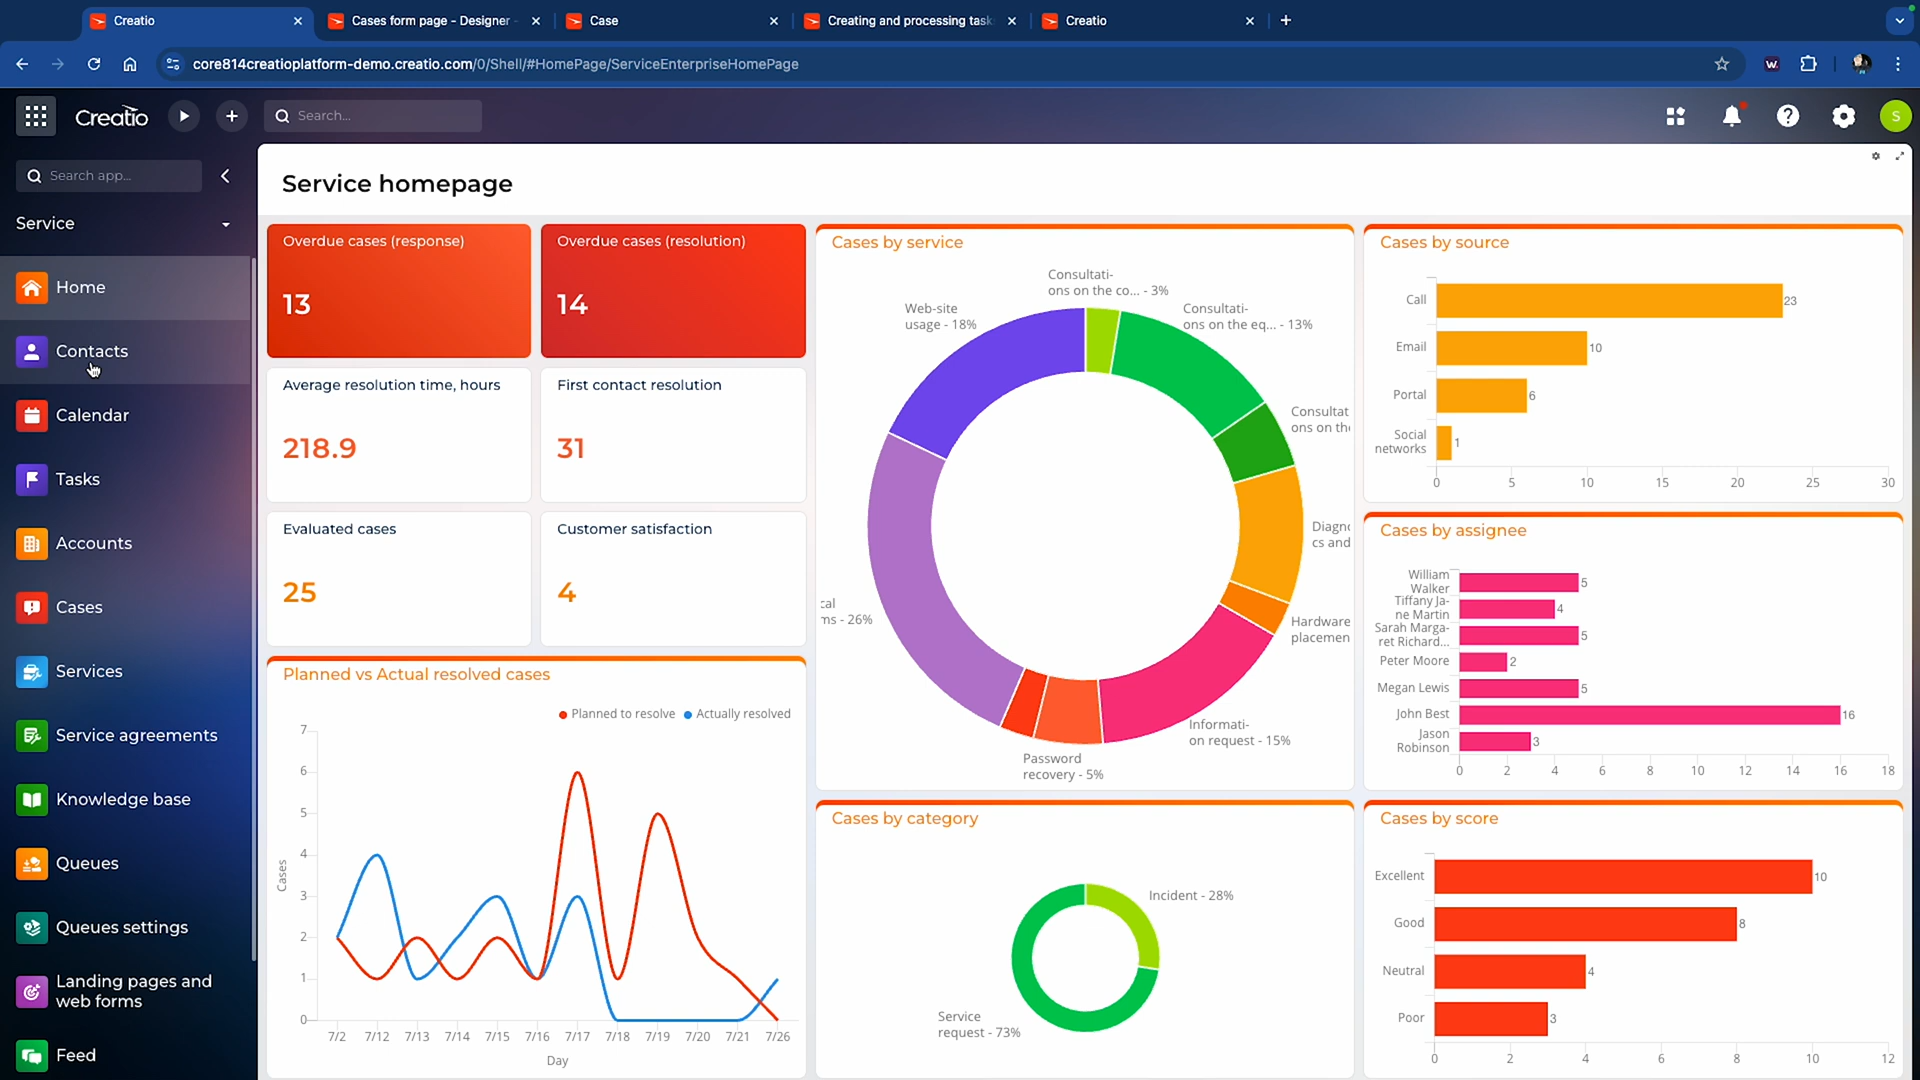 Creatio
Cases form page - Designer
Case
Creating and processing task
Creatio
core814creatioplatform-demo.creatio.com/0/Shell/#HomePage/ServiceEnterpriseHomePage
W
Creatio
Search...
S
Search app...
Service
Home
Contacts
Calendar
Tasks
Accounts
Cases
Services
Service agreements
Knowledge base
Queues
Queues settings
Landing pages and
web forms
Feed
Service homepage
Overdue cases (response)
13
Overdue cases (resolution)
14
Average resolution time, hours
218.9
First contact resolution
31
Evaluated cases
25
Customer satisfaction
4
Planned vs Actual resolved cases
Planned to resolve
Actually resolved
7
6
5
4
3
2
1
0
Cases
7/2 7/12 7/13 7/14 7/15 7/16 7/17 7/18 7/19 7/20 7/21 7/26
Day
Cases by service
Consultati-
ons on the co... - 3%
Web-site
usage - 18%
Consultati-
ons on the eq... - 13%
Consultat
ons on the
Diagno
cs and
Hardware
placemen
Informati-
on request - 15%
Password
recovery - 5%
cal
ms - 26%
Cases by category
Incident - 28%
Service
request - 73%
Cases by source
Call 23
Email 10
Portal 6
Social
networks 1
0 5 10 15 20 25 30
Cases by assignee
William
Walker 5
Tiffany Ja-
ne Martin 4
Sarah Marga-
ret Richard... 5
Peter Moore 2
Megan Lewis 5
John Best 16
Jason
Robinson 3
0 2 4 6 8 10 12 14 16 18
Cases by score
Excellent 10
Good 8
Neutral 4
Poor 3
0 2 4 6 8 10 12